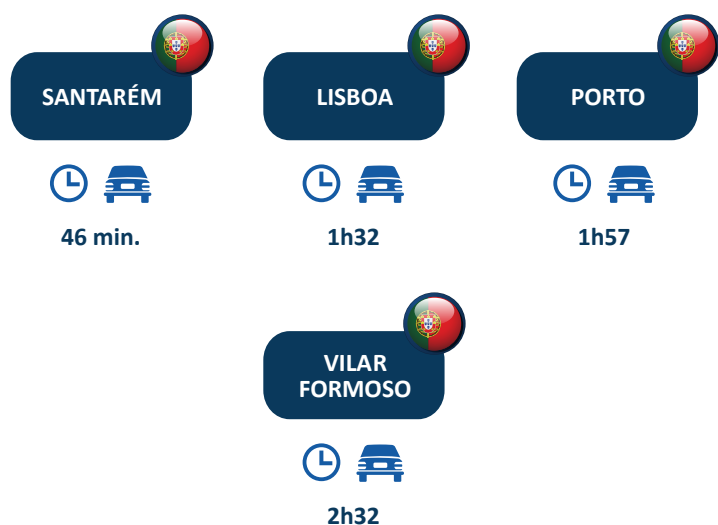 SANTARÉM
LISBOA
PORTO
46 min.
1h32
1h57
VILAR
FORMOSO
2h32